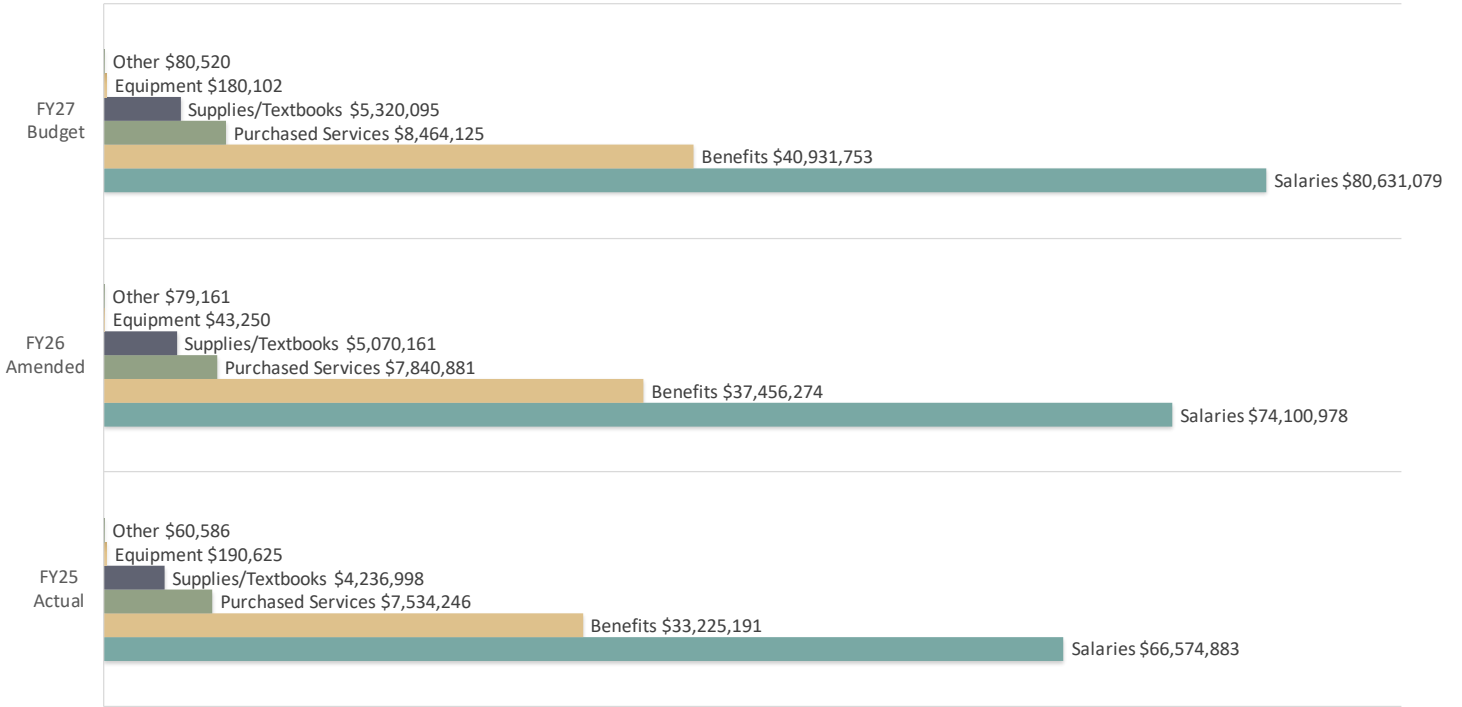 Other $80,520
Equipment $180,102
FY27
Budget
Supplies/Textbooks $5,320,095
Purchased Services $8,464,125
Benefits $40,931,753
Salaries $80,631,079
Other $79,161
Equipment $43,250
FY26
Amended
Supplies/Textbooks $5,070,161
Purchased Services $7,840,881
Benefits $37,456,274
Salaries $74,100,978
Other $60,586
Equipment $190,625
FY25
Actual
Supplies/Textbooks $4,236,998
Purchased Services $7,534,246
Benefits $33,225,191
Salaries $66,574,883